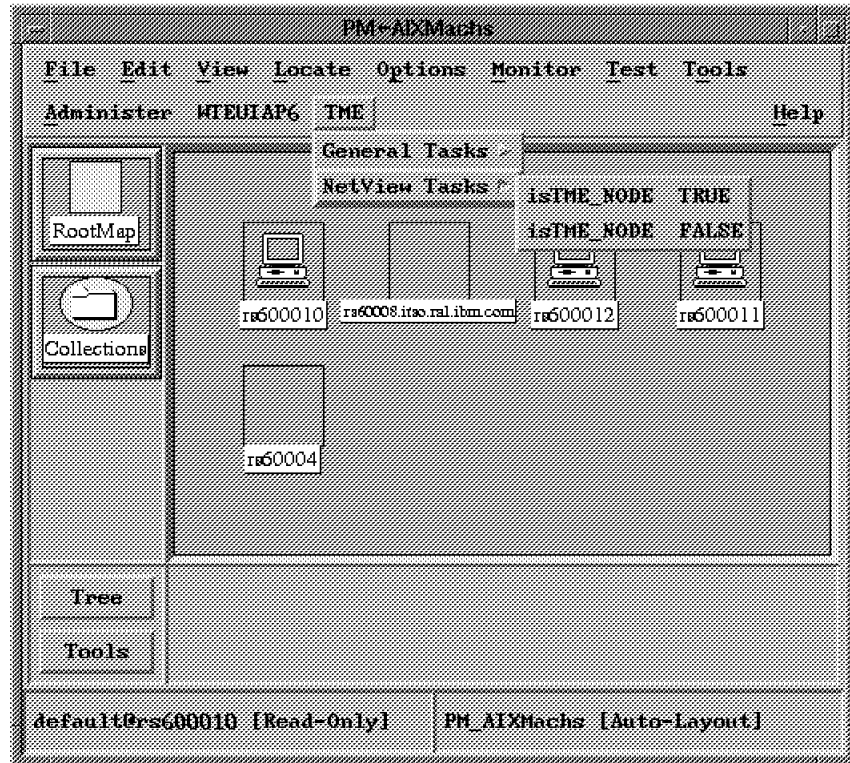 PM-AIXMachs
File Edit View Locate Options Monitor Test Tools
Administer WTEUIAP6 TME Help
General Tasks
NetView Tasks
isTME_NODE TRUE
isTME_NODE FALSE
RootMap
Collections
rs600010 rs60008.itso.ral.ibm.com rs600012 rs600011
rs60004
Tree
Tools
default@rs600010 [Read-Only] PM_AIXMachs [Auto-Layout]